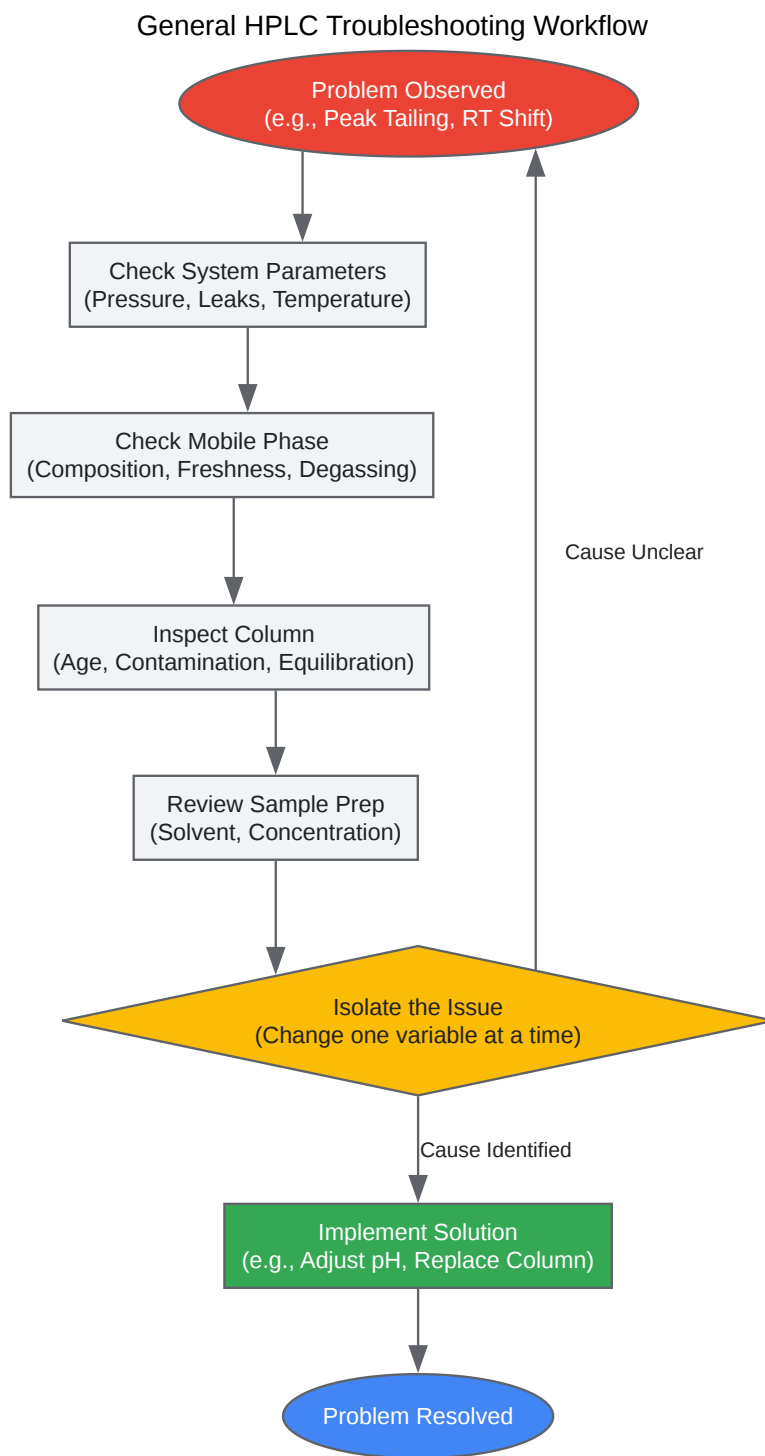 General HPLC Troubleshooting Workflow
Problem Observed
(e.g., Peak Tailing, RT Shift)
Check System Parameters
(Pressure, Leaks, Temperature)
Check Mobile Phase
(Composition, Freshness, Degassing)
Cause Unclear
Inspect Column
(Age, Contamination, Equilibration)
Review Sample Prep
(Solvent, Concentration)
Isolate the Issue
(Change one variable at a time)
Cause Identified
Implement Solution
(e.g., Adjust pH, Replace Column)
Problem Resolved